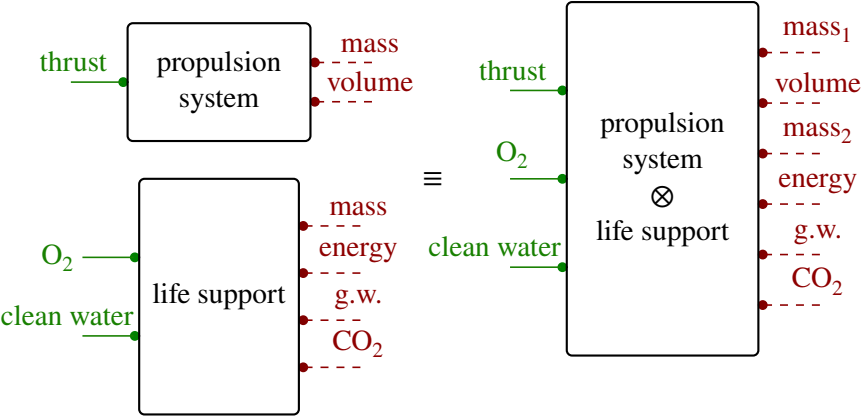 thrust
propulsion
system
mass
volume
O₂
clean water
life support
mass
energy
g.w.
CO₂
≡
thrust
O₂
clean water
propulsion
system
⊗
life support
mass₁
volume
mass₂
energy
g.w.
CO₂